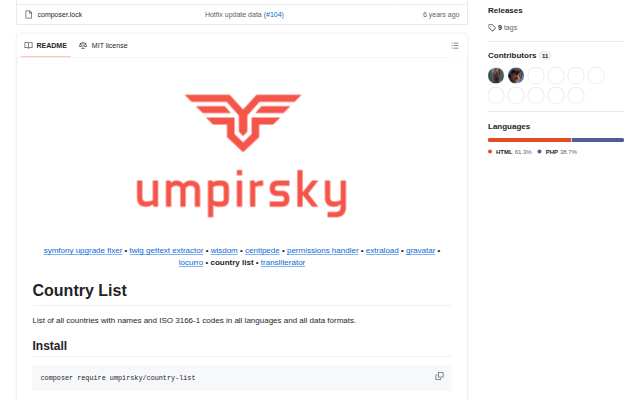 composer.lock
Hotfix update data (#104)
6 years ago
README
MIT license
umpirsky
symfony upgrade fixer • twig gettext extractor • wisdom • centipede • permissions handler • extraload • gravatar •
locurro • country list • transliterator
Country List
List of all countries with names and ISO 3166-1 codes in all languages and all data formats.
Install
composer require umpirsky/country-list
Releases
9 tags
Contributors 11
Languages
HTML 61.3% PHP 38.7%